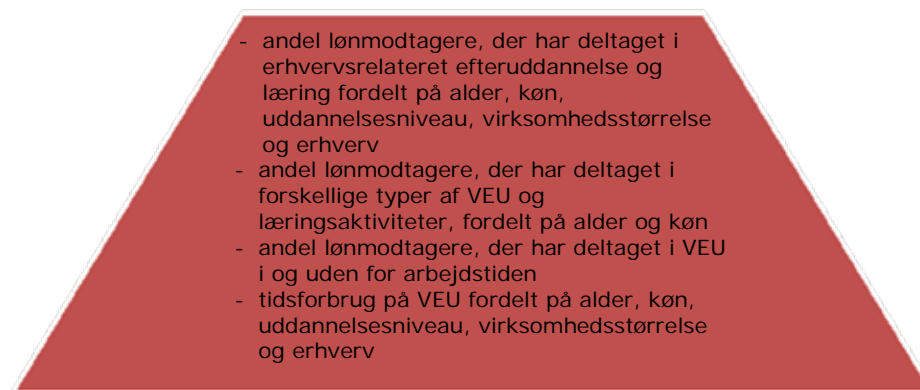 - andel lønmodtagere, der har deltaget i
erhvervsrelateret efteruddannelse og
læring fordelt på alder, køn,
uddannelsesniveau, virksomhedsstørrelse
og erhverv
- andel lønmodtagere, der har deltaget i
forskellige typer af VEU og
læringsaktiviteter, fordelt på alder og køn
- andel lønmodtagere, der har deltaget i VEU
i og uden for arbejdstiden
- tidsforbrug på VEU fordelt på alder, køn,
uddannelsesniveau, virksomhedsstørrelse
og erhverv